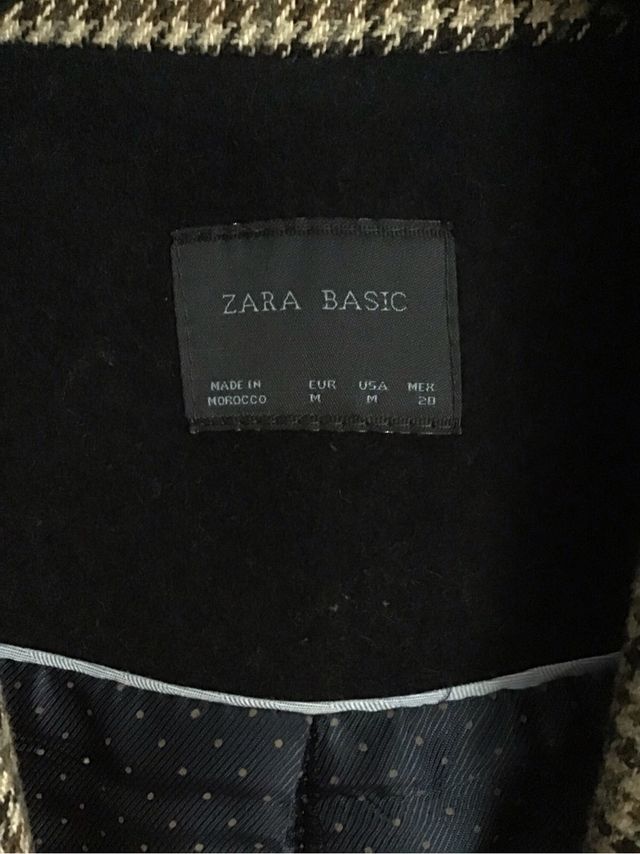 ZARA BASIC
MADE IN EUR USA MEX
MOROCCO M M 28